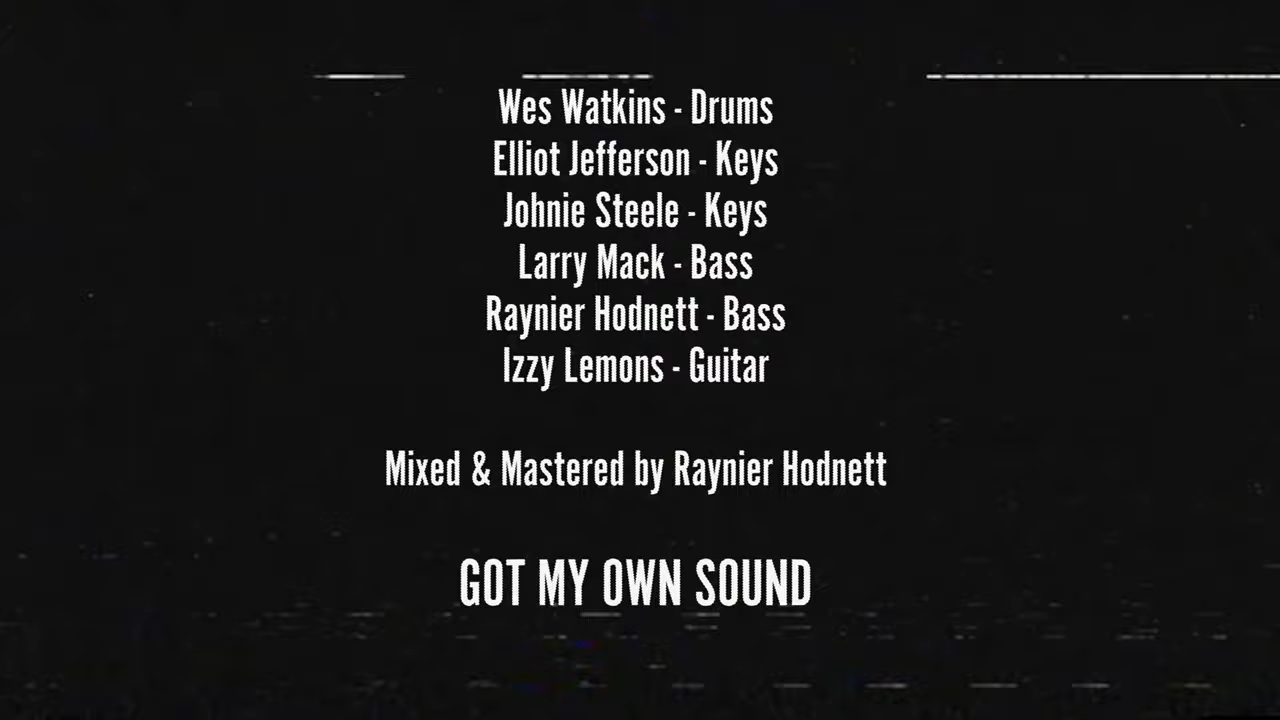 Wes Watkins - Drums
Elliot Jefferson - Keys
Johnie Steele - Keys
Larry Mack - Bass
Raynier Hodnett - Bass
Izzy Lemons - Guitar
Mixed & Mastered by Raynier Hodnett
GOT MY OWN SOUND